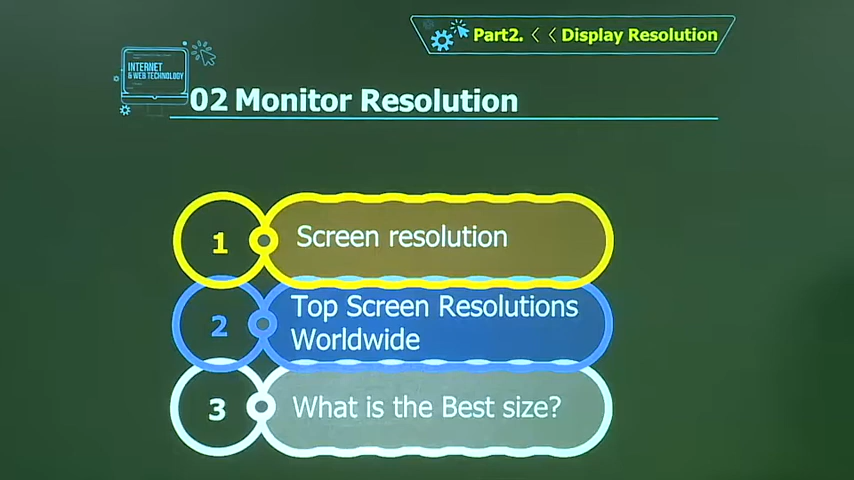 Part2. 〈〈 Display Resolution
INTERNET
& WEB TECHNOLOGY
02 Monitor Resolution
1
Screen resolution
2
Top Screen Resolutions
Worldwide
3
What is the Best size?